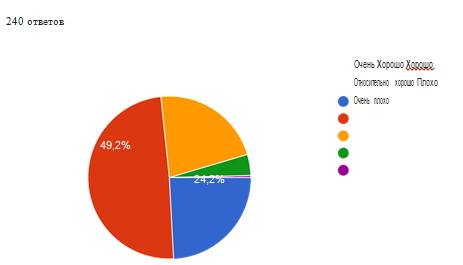 240 ответов
Очень Хорошо Хорошо
Относительно хорошо Плохо
Очень плохо
49,2%
24,2%